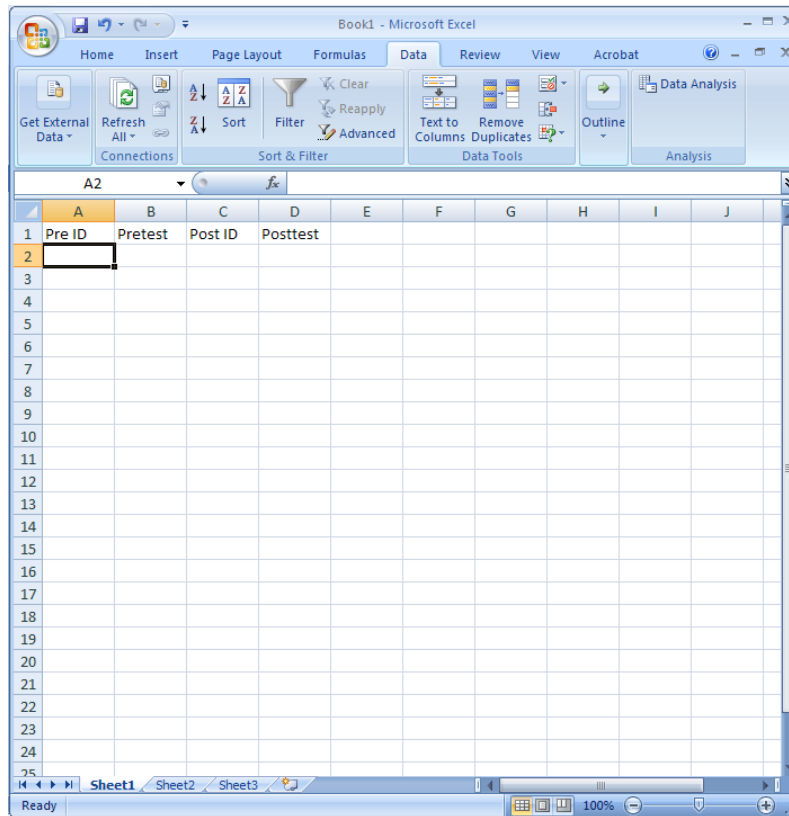 Book1 - Microsoft Excel
Home Insert Page Layout Formulas Data Review View Acrobat
Get External Data
Refresh All
Connections
A Z
Z A
A Z
Z A
Sort
Filter
Clear
Reapply
Advanced
Sort & Filter
Text to Columns
Remove Duplicates
Data Tools
Outline
Data Analysis
Analysis
A2 fx
A B C D E F G H I J
1 Pre ID Pretest Post ID Posttest
2
3
4
5
6
7
8
9
10
11
12
13
14
15
16
17
18
19
20
21
22
23
24
25
Sheet1 Sheet2 Sheet3
Ready 100%